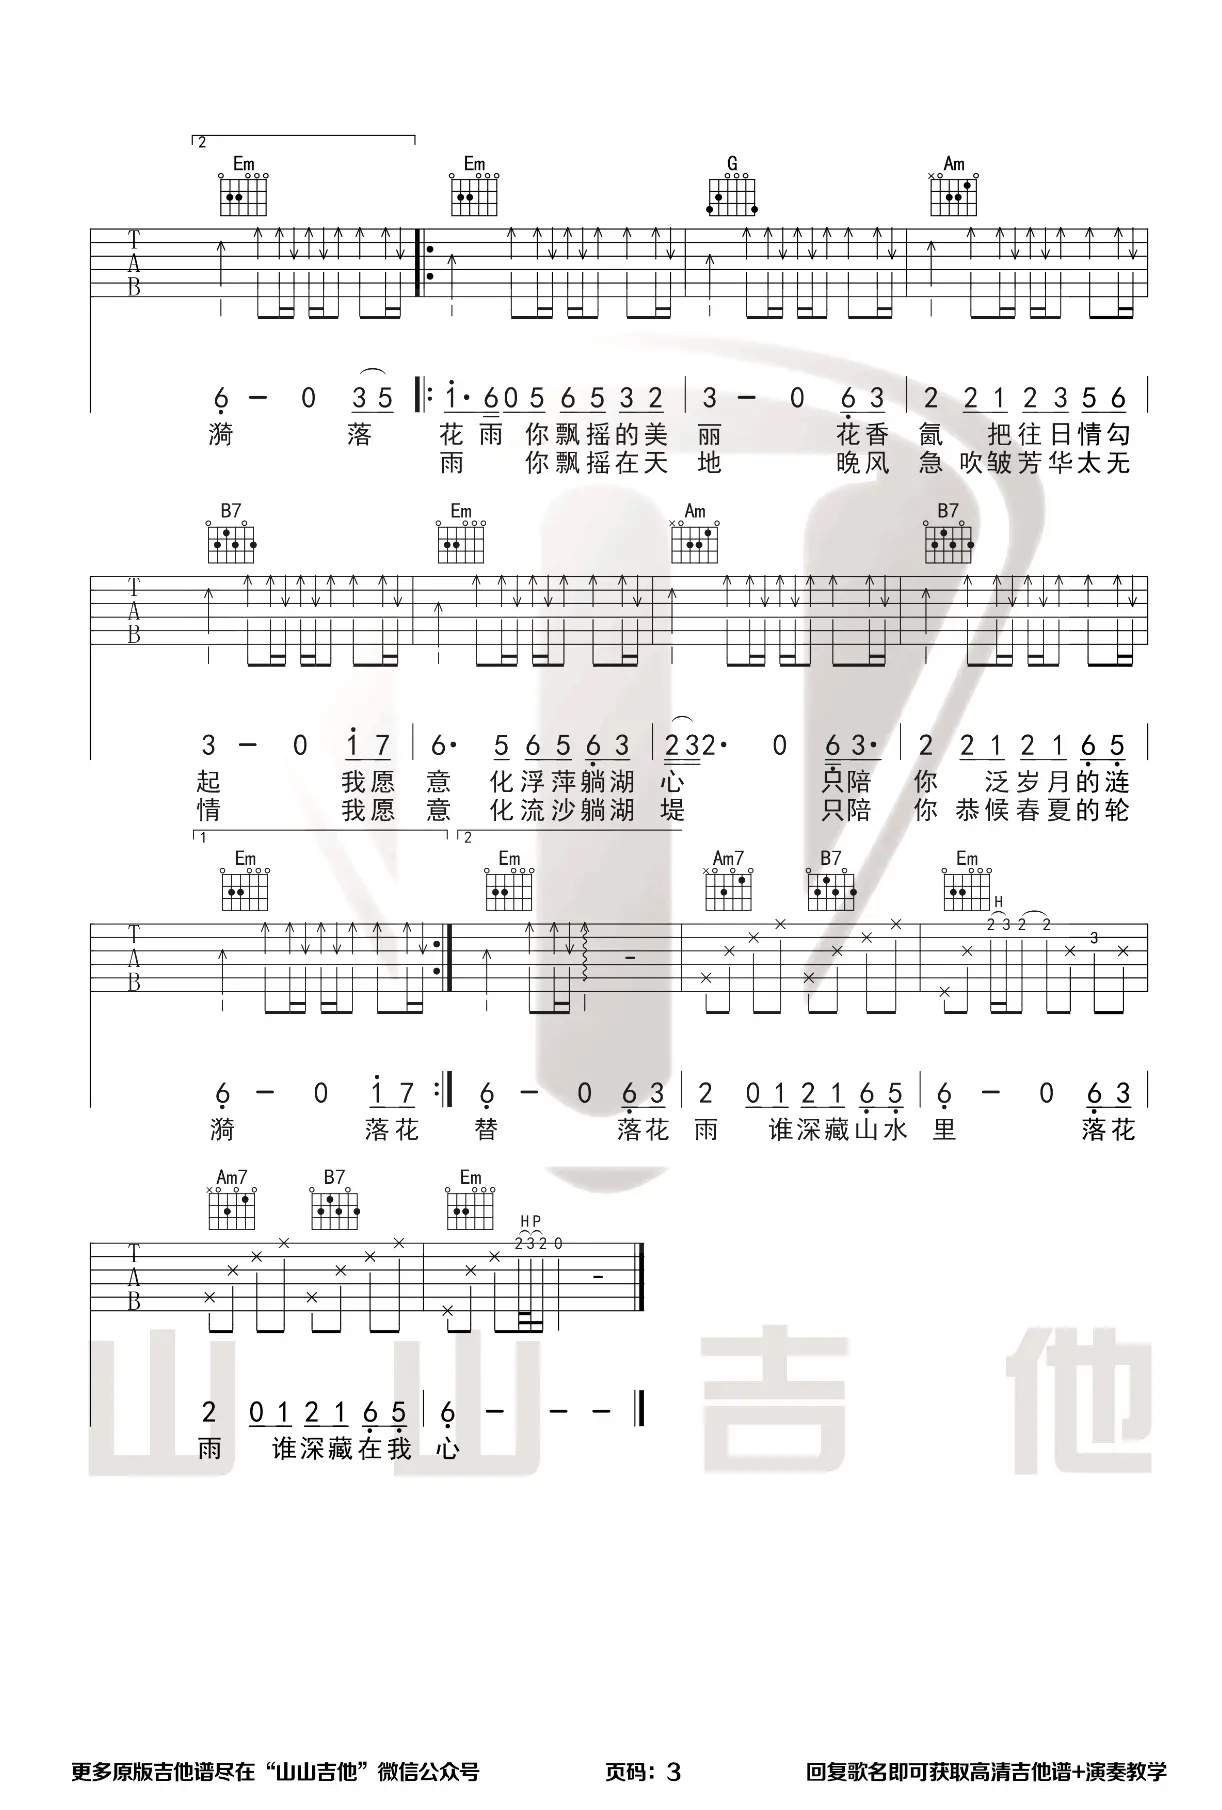 2
Em Em G Am
T
A
B
6 – 0 3 5 1· 6 0 5 6 5 3 2 3 – 0 6 3 2 2 1 2 3 5 6
漪 落 花 雨 你 飘 摇 的 美 丽 花 香 氤 把 往 日 情 勾
雨 你 飘 摇 在 天 地 晚 风 急 吹 皱 芳 华 太 无
B7 Em Am B7
T
A
B
3 – 0 1 7 6· 5 6 5 6 3 2 3 2· 0 6 3· 2 2 1 2 1 6 5
起 我 愿 意 化 浮 萍 躺 湖 心 只 陪 你 泛 岁 月 的 涟
情 我 愿 意 化 流 沙 躺 湖 堤 只 陪 你 恭 候 春 夏 的 轮
1 2
Em Em Am7 B7 Em
H
2 3 2 2 3
T
A
B
6 – 0 1 7 6 – 0 6 3 2 0 1 2 1 6 5 6 – 0 6 3
漪 落 花 替 落 花 雨 谁 深 藏 山 水 里 落 花
Am7 B7 Em
H P
2 3 2 0
T
A
B
2 0 1 2 1 6 5 6 – – –
雨 谁 深 藏 在 我 心
山山吉他
更多原版吉他谱尽在“山山吉他”微信公众号 页码：3 回复歌名即可获取高清吉他谱+演奏教学